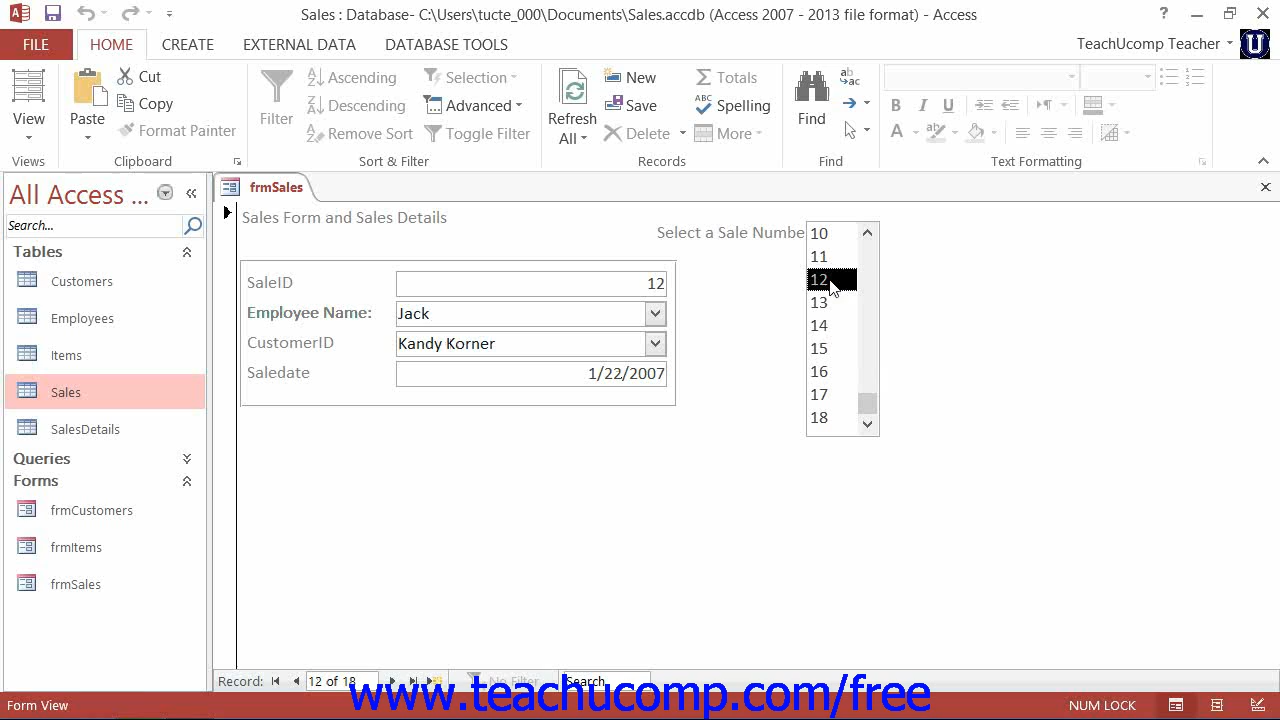 Sales : Database- C:\Users\tucte_000\Documents\Sales.accdb (Access 2007 - 2013 file format) - Access
FILE HOME CREATE EXTERNAL DATA DATABASE TOOLS TeachUcomp Teacher
View
Views
Paste
Cut
Copy
Format Painter
Clipboard
Filter
Ascending
Descending
Remove Sort
Selection
Advanced
Toggle Filter
Sort & Filter
Refresh
All
New
Save
Delete
Totals
Spelling
More
Records
Find
Find
Text Formatting
All Access ...
Search...
Tables
Customers
Employees
Items
Sales
SalesDetails
Queries
Forms
frmCustomers
frmItems
frmSales
frmSales
Sales Form and Sales Details
Select a Sale Numbe
10
11
12
13
14
15
16
17
18
SaleID 12
Employee Name: Jack
CustomerID Kandy Korner
Saledate 1/22/2007
Record: 12 of 18 No Filter Search
www.teachucomp.com/free
Form View NUM LOCK